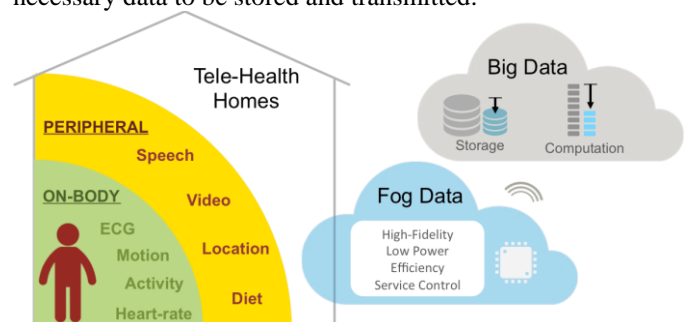 necessary data to be stored and transmitted.
Tele-Health
Homes
PERIPHERAL
Speech
Video
Location
Diet
ON-BODY
ECG
Motion
Activity
Heart-rate
Big Data
Storage
Computation
Fog Data
High-Fidelity
Low Power
Efficiency
Service Control